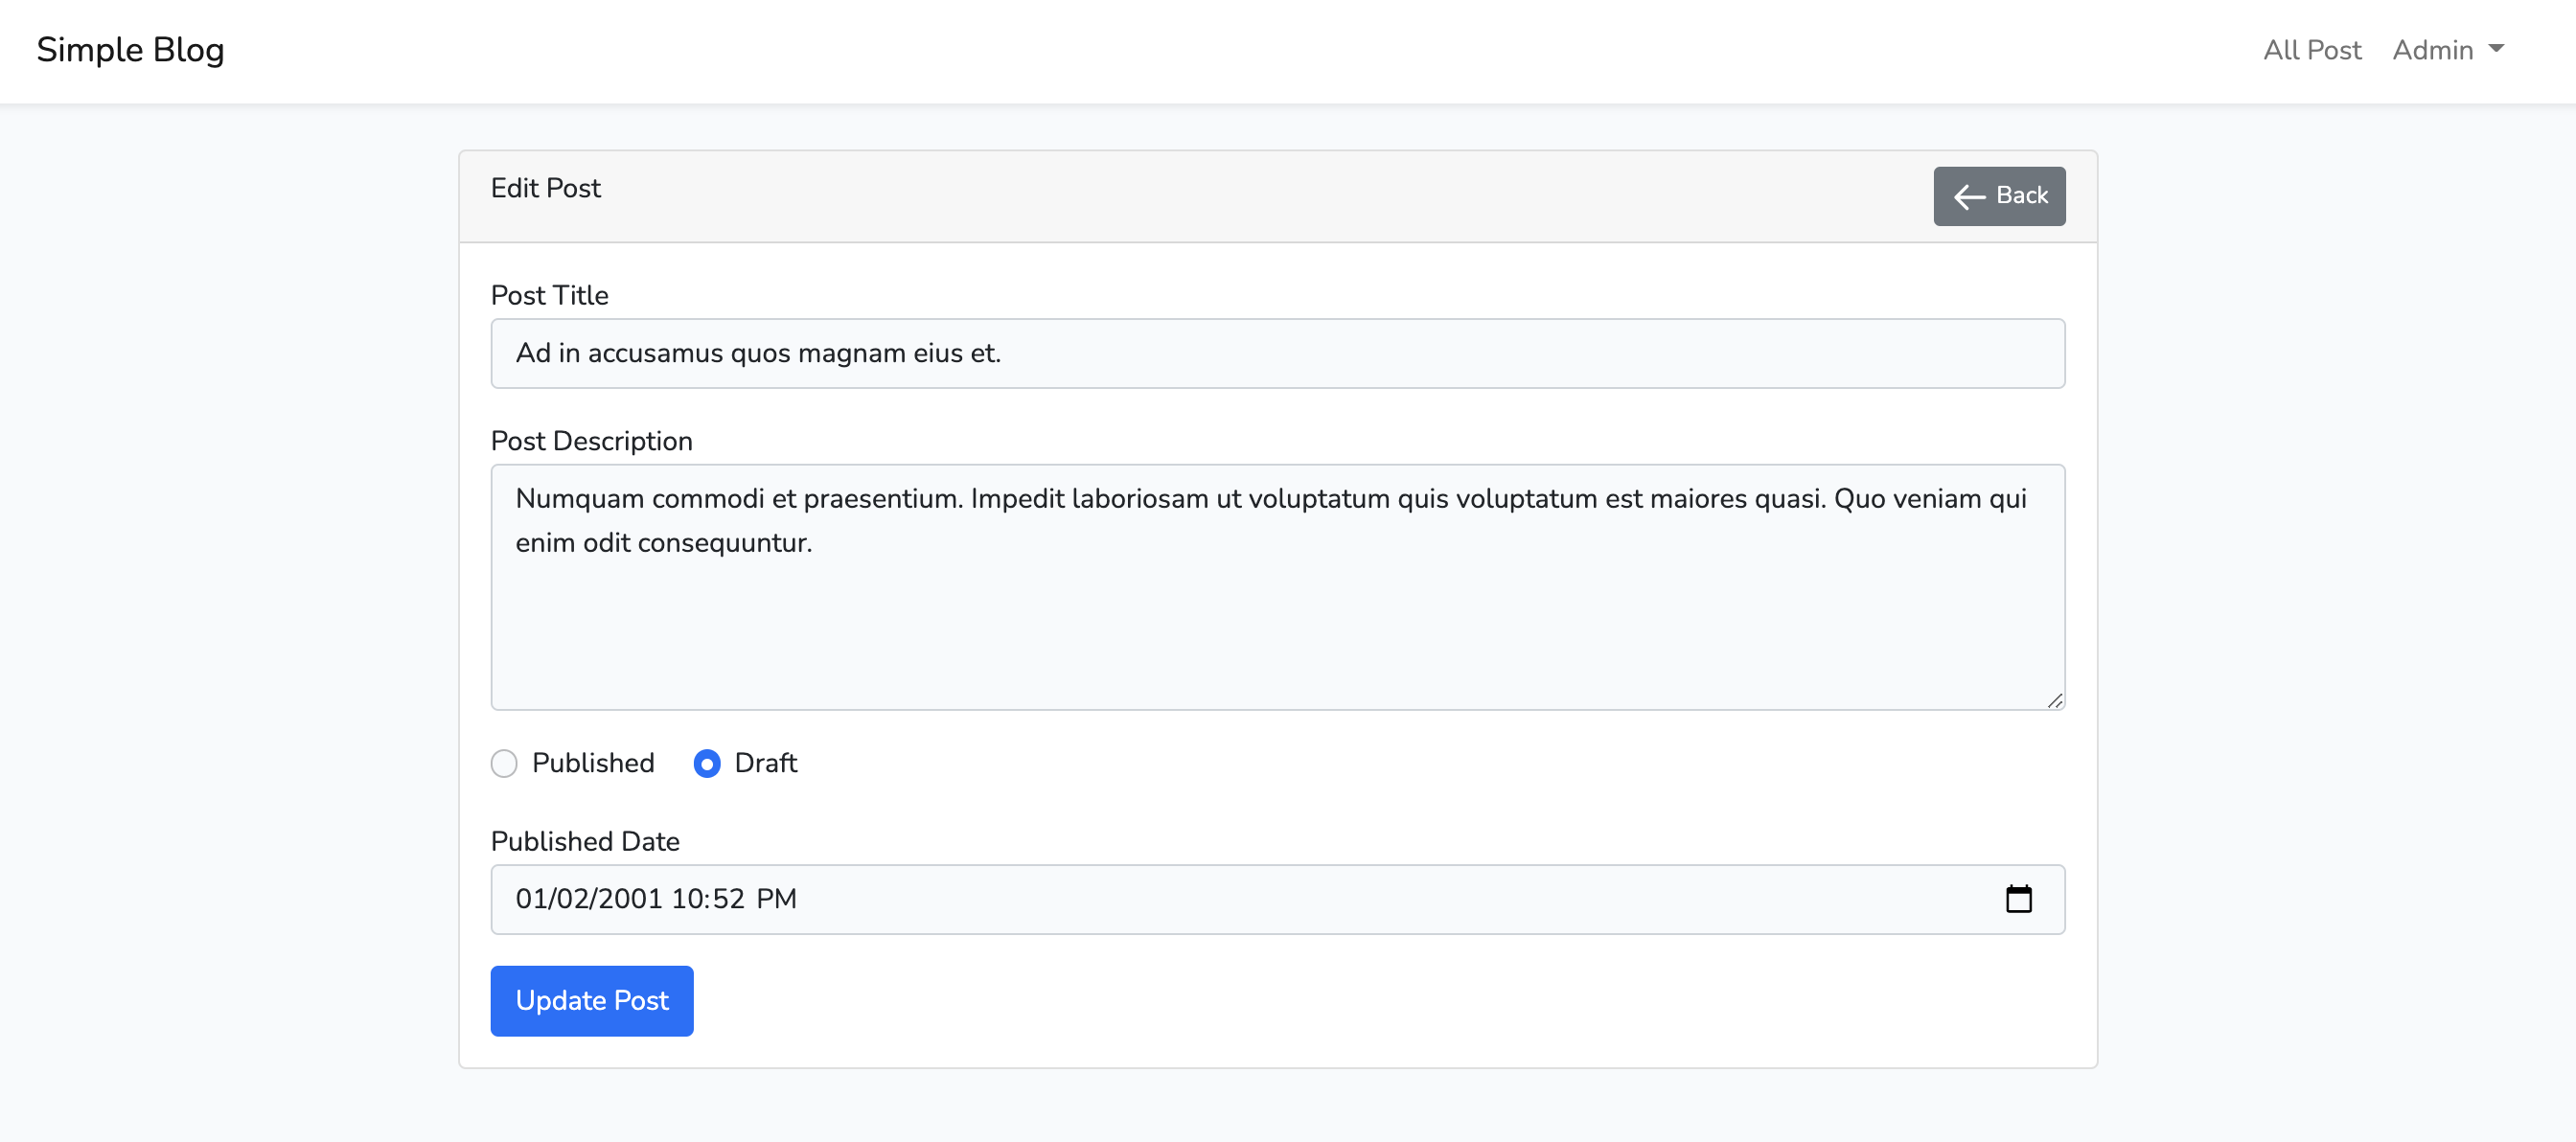 Simple Blog
All Post
Admin
Edit Post
Back
Post Title
Ad in accusamus quos magnam eius et.
Post Description
Numquam commodi et praesentium. Impedit laboriosam ut voluptatum quis voluptatum est maiores quasi. Quo veniam qui
enim odit consequuntur.
Published
Draft
Published Date
01/02/2001 10:52 PM
Update Post